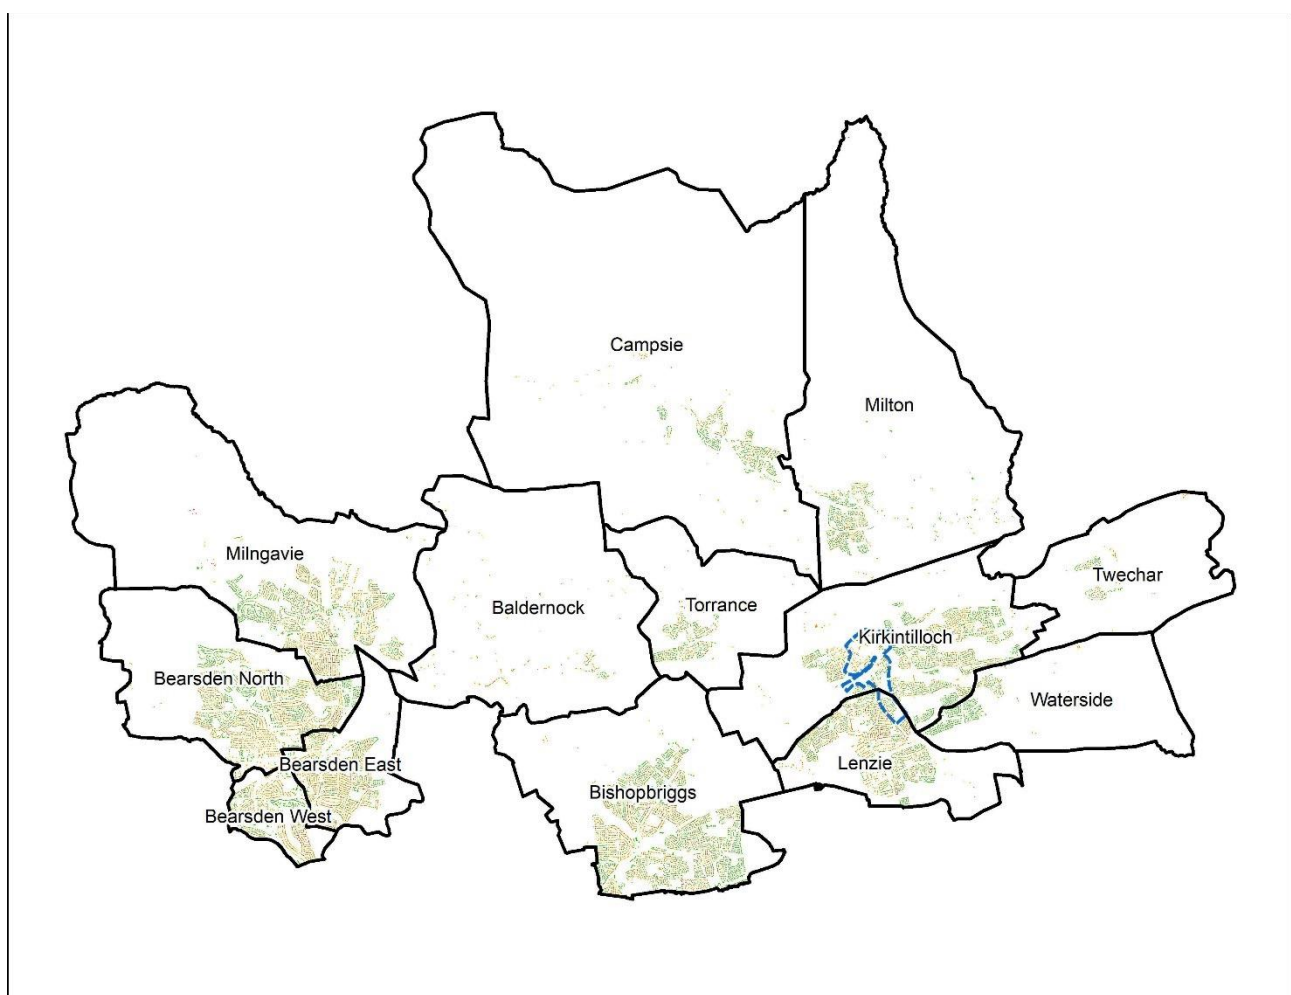 Campsie
Milton
Milngavie
Baldernock
Torrance
Twechar
Kirkintilloch
Bearsden North
Waterside
Bearsden East
Lenzie
Bishopbriggs
Bearsden West